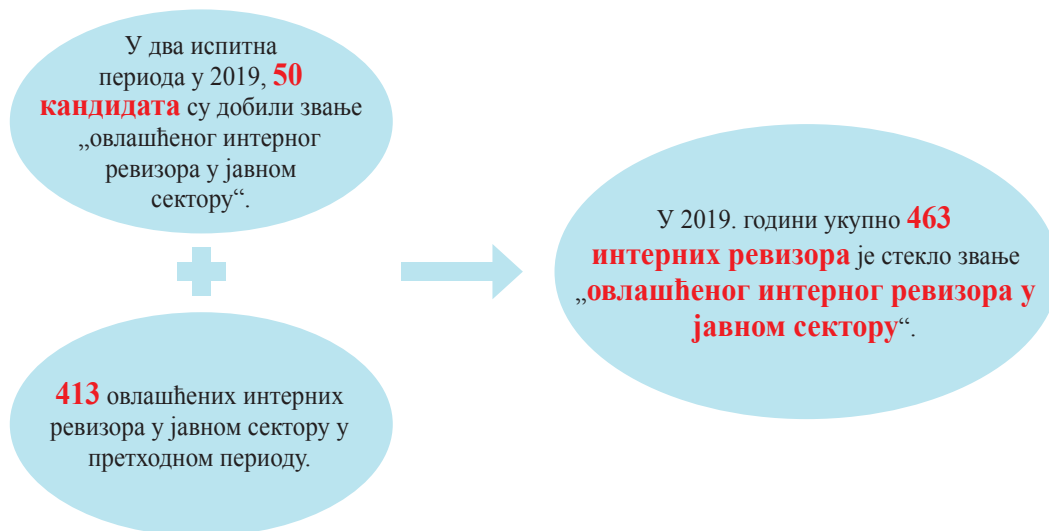 У два испитна
периода у 2019, 50
кандидата су добили звање
„овлашћеног интерног
ревизора у јавном
сектору“.
413 овлашћених интерних
ревизора у јавном сектору у
претходном периоду.
У 2019. години укупно 463
интерних ревизора је стекло звање
„овлашћеног интерног ревизора у
јавном сектору“.